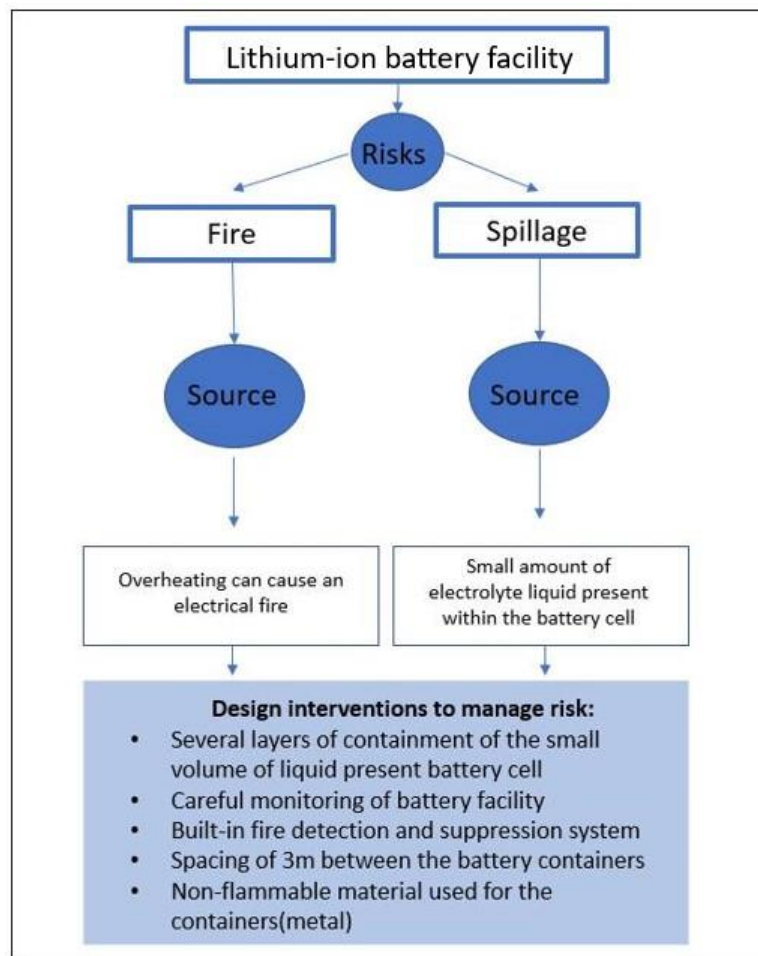 Lithium-ion battery facility
Risks
Fire
Spillage
Source
Source
Overheating can cause an
electrical fire
Small amount of
electrolyte liquid present
within the battery cell
Design interventions to manage risk:
• Several layers of containment of the small
volume of liquid present battery cell
• Careful monitoring of battery facility
• Built-in fire detection and suppression system
• Spacing of 3m between the battery containers
• Non-flammable material used for the
containers(metal)